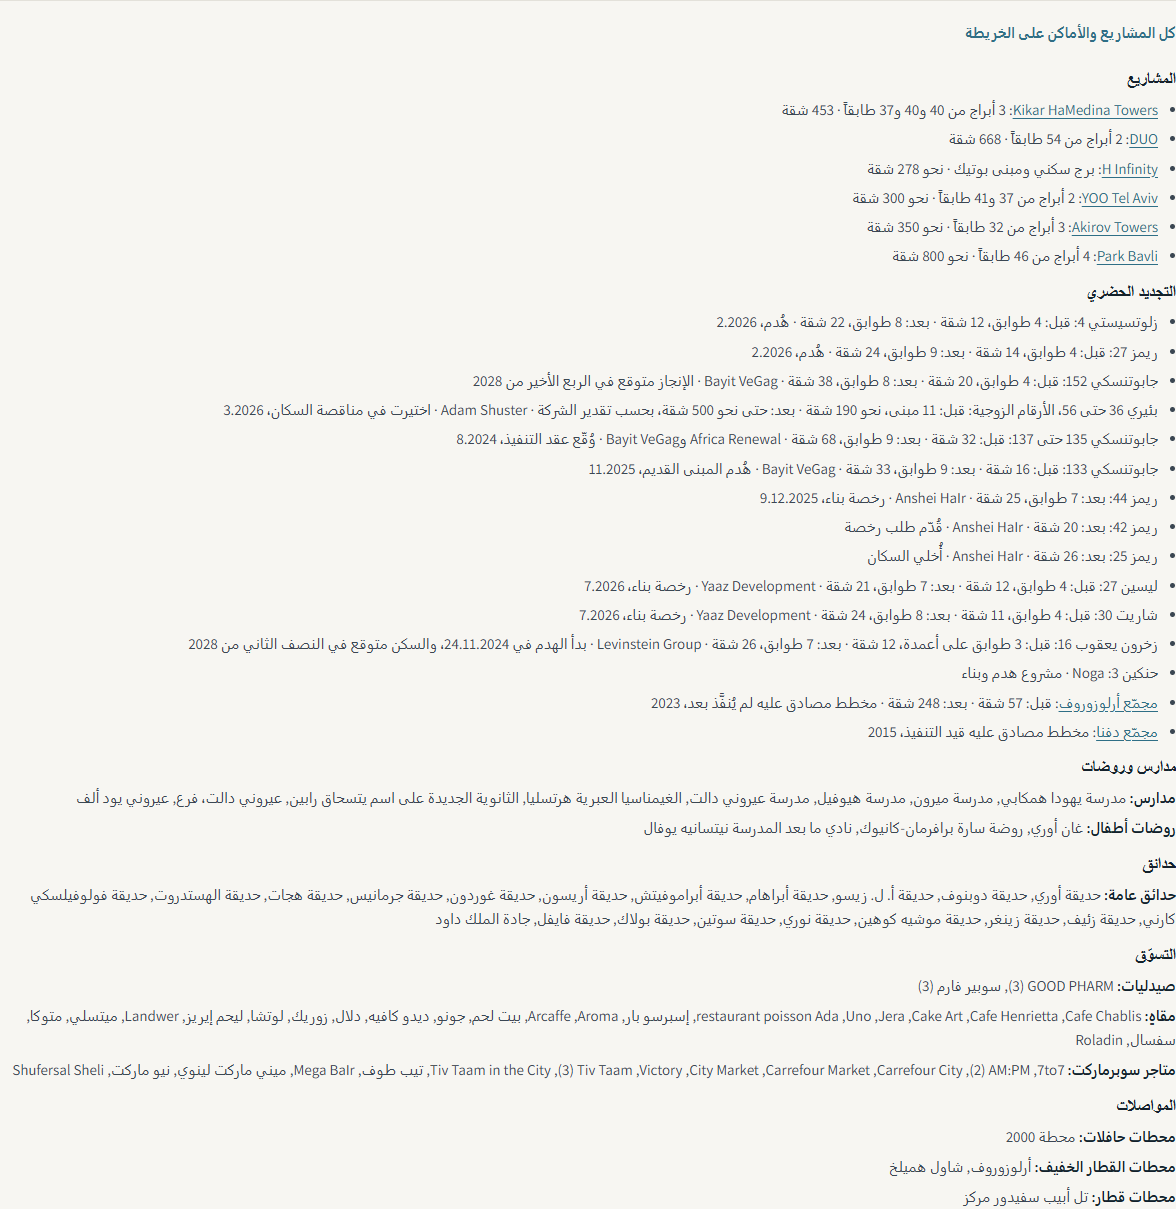 كل المشاريع والأماكن على الخريطة
المشاريع
Kikar HaMedina Towers: 3 أبراج من 40 و40 و37 طابقاً · 453 شقة
DUO: 2 أبراج من 54 طابقاً · 668 شقة
H Infinity: برج سكني ومبنى بوتيك · نحو 278 شقة
YOO Tel Aviv: 2 أبراج من 37 و41 طابقاً · نحو 300 شقة
Akirov Towers: 3 أبراج من 32 طابقاً · نحو 350 شقة
Park Bavli: 4 أبراج من 46 طابقاً · نحو 800 شقة
التجديد الحضري
زلوتسيستي 4: قبل: 4 طوابق، 12 شقة · بعد: 8 طوابق، 22 شقة · هُدم، 2.2026
ريمز 27: قبل: 4 طوابق، 14 شقة · بعد: 9 طوابق، 24 شقة · هُدم، 2.2026
جابوتنسكي 152: قبل: 4 طوابق، 20 شقة · بعد: 8 طوابق، 38 شقة · Bayit VeGag · الإنجاز متوقع في الربع الأخير من 2028
بئيري 36 حتى 56، الأرقام الزوجية: قبل: 11 مبنى، نحو 190 شقة · بعد: حتى نحو 500 شقة، بحسب تقدير الشركة · Adam Shuster · اختيرت في مناقصة السكان، 3.2026
جابوتنسكي 135 حتى 137: قبل: 32 شقة · بعد: 9 طوابق، 68 شقة · Africa Renewal وBayit VeGag · وُقّع عقد التنفيذ، 8.2024
جابوتنسكي 133: قبل: 16 شقة · بعد: 9 طوابق، 33 شقة · Bayit VeGag · هُدم المبنى القديم، 11.2025
ريمز 44: بعد: 7 طوابق، 25 شقة · Anshei HaIr · رخصة بناء، 9.12.2025
ريمز 42: بعد: 20 شقة · Anshei HaIr · قُدّم طلب رخصة
ريمز 25: بعد: 26 شقة · Anshei HaIr · أُخلي السكان
ليسين 27: قبل: 4 طوابق، 12 شقة · بعد: 7 طوابق، 21 شقة · Yaaz Development · رخصة بناء، 7.2026
شاريت 30: قبل: 4 طوابق، 11 شقة · بعد: 8 طوابق، 24 شقة · Yaaz Development · رخصة بناء، 7.2026
زخرون يعقوب 16: قبل: 3 طوابق على أعمدة، 12 شقة · بعد: 7 طوابق، 26 شقة · Levinstein Group · بدأ الهدم في 24.11.2024، والسكن متوقع في النصف الثاني من 2028
حنكين 3: Noga · مشروع هدم وبناء
مجمّع أرلوزوروف: قبل: 57 شقة · بعد: 248 شقة · مخطط مصادق عليه لم يُنفَّذ بعد، 2023
مجمّع دفنا: مخطط مصادق عليه قيد التنفيذ، 2015
مدارس وروضات
مدارس: مدرسة يهودا همكابي, مدرسة ميرون, مدرسة هيوفيل, مدرسة عيروني دالت, الغيمناسيا العبرية هرتسليا, الثانوية الجديدة على اسم يتسحاق رابين, عيروني دالت، فرع, عيروني يود ألف
روضات أطفال: غان أوري, روضة سارة برافرمان-كانيوك, نادي ما بعد المدرسة نيتسانيه يوفال
حدائق
حدائق عامة: حديقة أوري, حديقة دوبنوف, حديقة أ. ل. زيسو, حديقة أبراهام, حديقة أبراموفيتش, حديقة أريسون, حديقة غوردون, حديقة جرمانيس, حديقة هجات, حديقة الهستدروت, حديقة فولوفيلسكي
كارني, حديقة زئيف, حديقة زينغر, حديقة موشيه كوهين, حديقة نوري, حديقة سوتين, حديقة بولاك, حديقة فايفل, جادة الملك داود
التسوّق
صيدليات: GOOD PHARM (3), سوبير فارم (3)
مقاهٍ: Cafe Chablis, Cafe Henrietta, Cake Art, Jera, Uno, restaurant poisson Ada, إسبرسو بار, Aroma, Arcaffe, بيت لحم, جونو, ديدو كافيه, دلال, زوريك, لوتشا, ليحم إيريز, Landwer, ميتسلي, متوكا,
سفسال, Roladin
متاجر سوبرماركت: 7to7, AM:PM (2), Carrefour City, Carrefour Market, City Market, Victory, Tiv Taam (3), Tiv Taam in the City, تيب طوف, Mega BaIr, ميني ماركت لينوي, نيو ماركت, Shufersal Sheli
المواصلات
محطات حافلات: محطة 2000
محطات القطار الخفيف: أرلوزوروف, شاول هميلخ
محطات قطار: تل أبيب سفيدور مركز